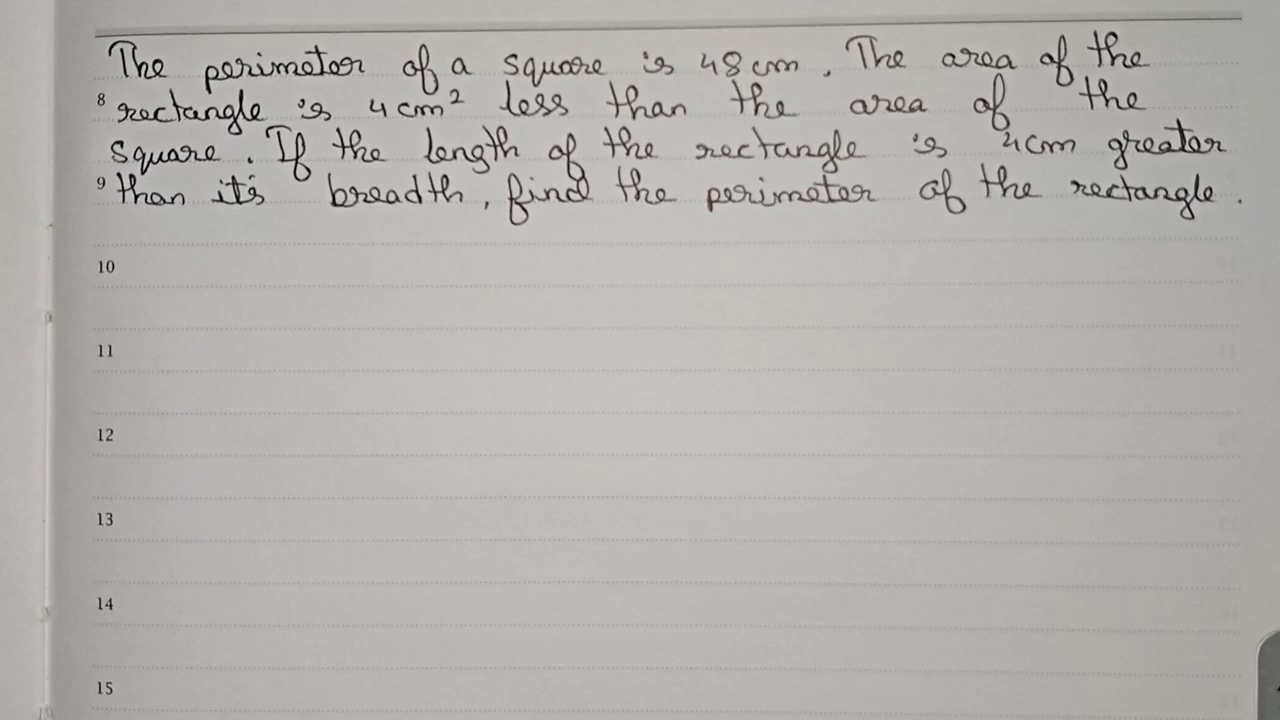 The perimeter of a square is 48 cm. The area of the
8 rectangle is 4 cm² less than the area of the
square. If the length of the rectangle is 4 cm greater
9 than it's breadth, find the perimeter of the rectangle.
10
11
12
13
14
15